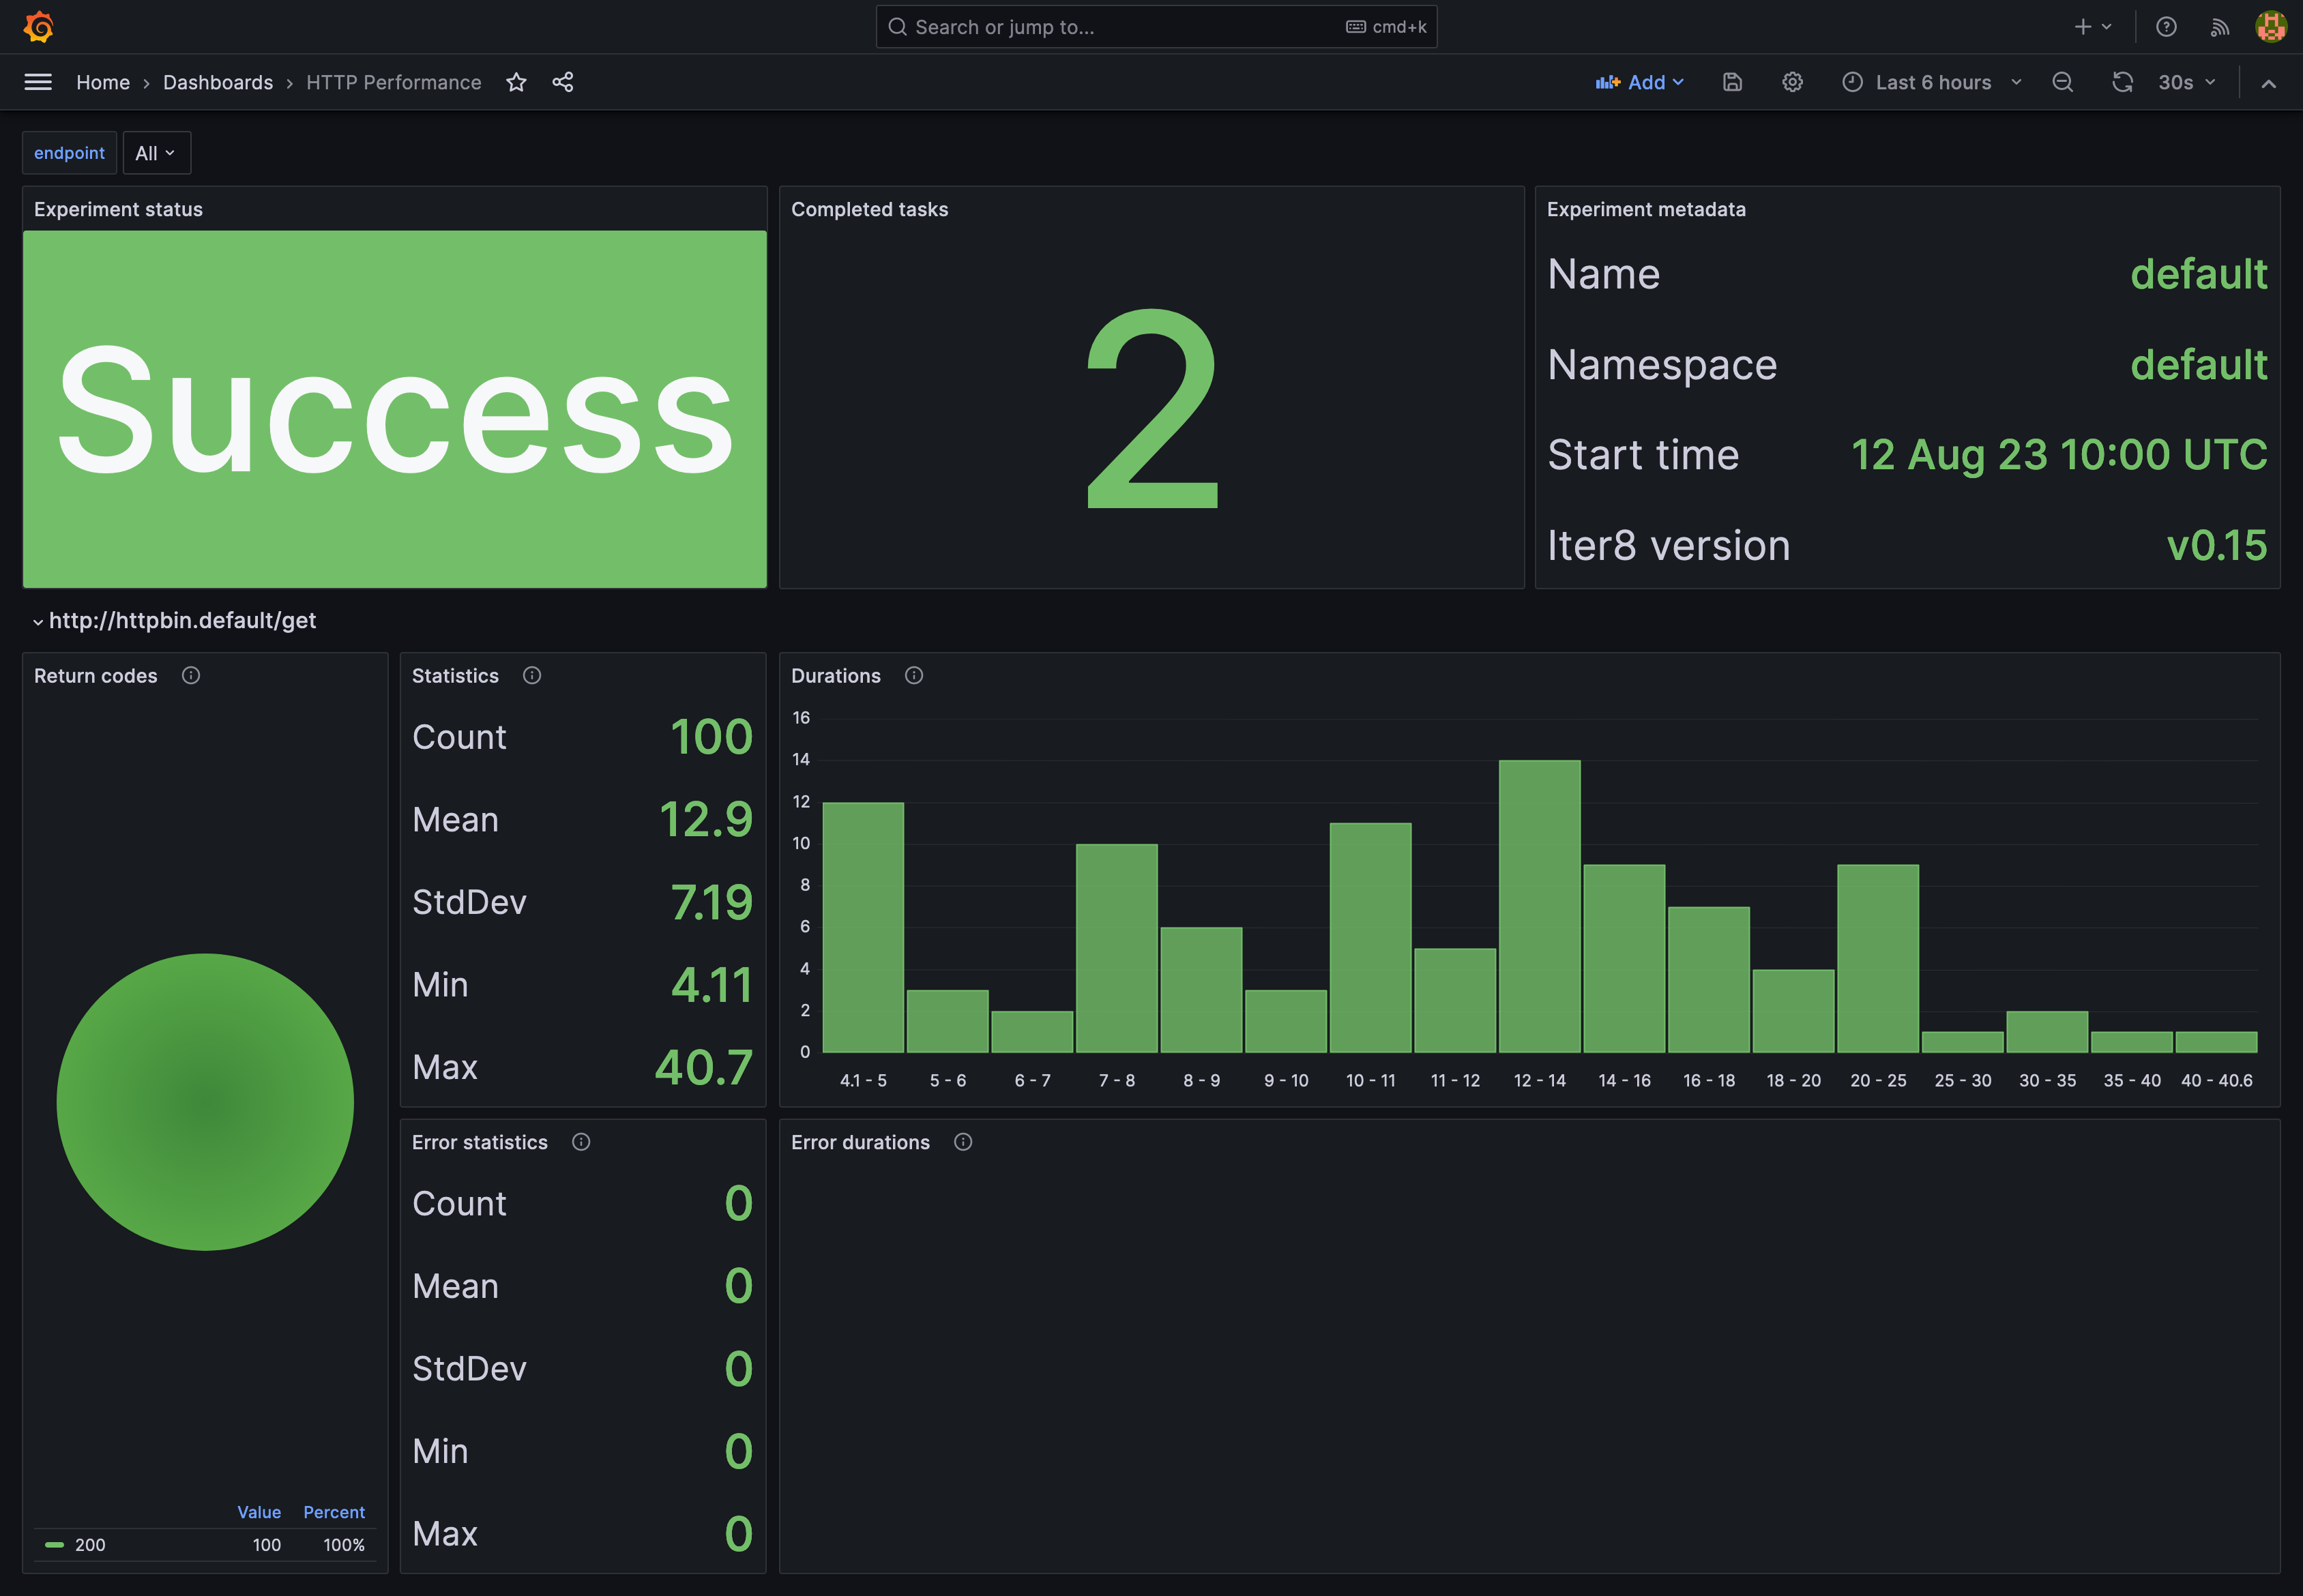 Search or jump to...
cmd+k
Home › Dashboards › HTTP Performance
Add
Last 6 hours
30s
endpoint
All
Experiment status
Success
Completed tasks
2
Experiment metadata
Name default
Namespace default
Start time 12 Aug 23 10:00 UTC
Iter8 version v0.15
http://httpbin.default/get
Return codes
Value Percent
200 100 100%
Statistics
Count 100
Mean 12.9
StdDev 7.19
Min 4.11
Max 40.7
Durations
16
14
12
10
8
6
4
2
0
4.1 - 5 5 - 6 6 - 7 7 - 8 8 - 9 9 - 10 10 - 11 11 - 12 12 - 14 14 - 16 16 - 18 18 - 20 20 - 25 25 - 30 30 - 35 35 - 40 40 - 40.6
Error statistics
Count 0
Mean 0
StdDev 0
Min 0
Max 0
Error durations